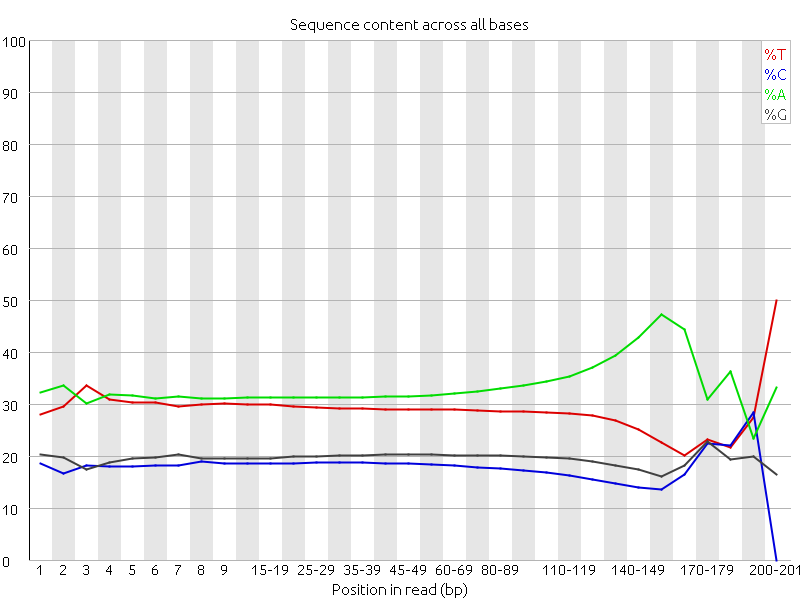 Sequence content across all bases
100
90
80
70
60
50
40
30
20
10
0
%T
%C
%A
%G
1 2 3 4 5 6 7 8 9 15-19 25-29 35-39 45-49 60-69 80-89 110-119 140-149 170-179 200-201
Position in read (bp)